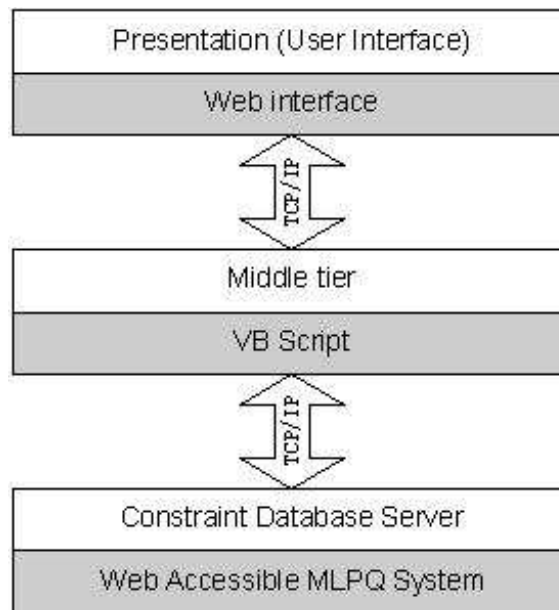 Presentation (User Interface)
Web interface
TCP/IP
Middle tier
VB Script
TCP/IP
Constraint Database Server
Web Accessible MLPQ System